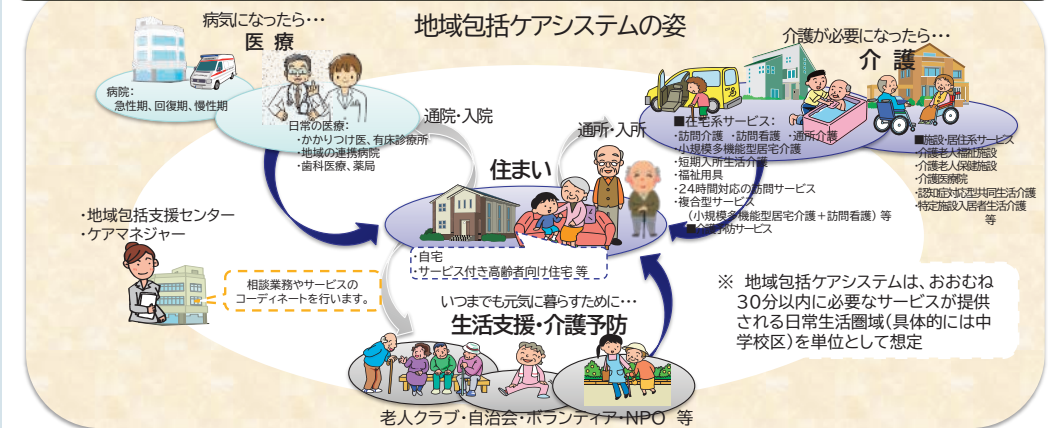 地域包括ケアシステムの姿
病気になったら･･･
医 療
病院:
急性期、回復期、慢性期
日常の医療:
・かかりつけ医、有床診療所
・地域の連携病院
・歯科医療、薬局
通院・入院
通所・入所
住まい
・自宅
・サービス付き高齢者向け住宅 等
介護が必要になったら･･･
介 護
■在宅系サービス:
・訪問介護 ・訪問看護 ・通所介護
・小規模多機能型居宅介護
・短期入所生活介護
・福祉用具
・24時間対応の訪問サービス
・複合型サービス
(小規模多機能型居宅介護+訪問看護) 等
■介護予防サービス
■施設・居住系サービス
・介護老人福祉施設
・介護老人保健施設
・介護医療院
・認知症対応型共同生活介護
・特定施設入居者生活介護
等
・地域包括支援センター
・ケアマネジャー
相談業務やサービスの
コーディネートを行います。
いつまでも元気に暮らすために･･･
生活支援・介護予防
老人クラブ・自治会・ボランティア・NPO 等
※ 地域包括ケアシステムは、おおむね
30分以内に必要なサービスが提供
される日常生活圏域(具体的には中
学校区)を単位として想定